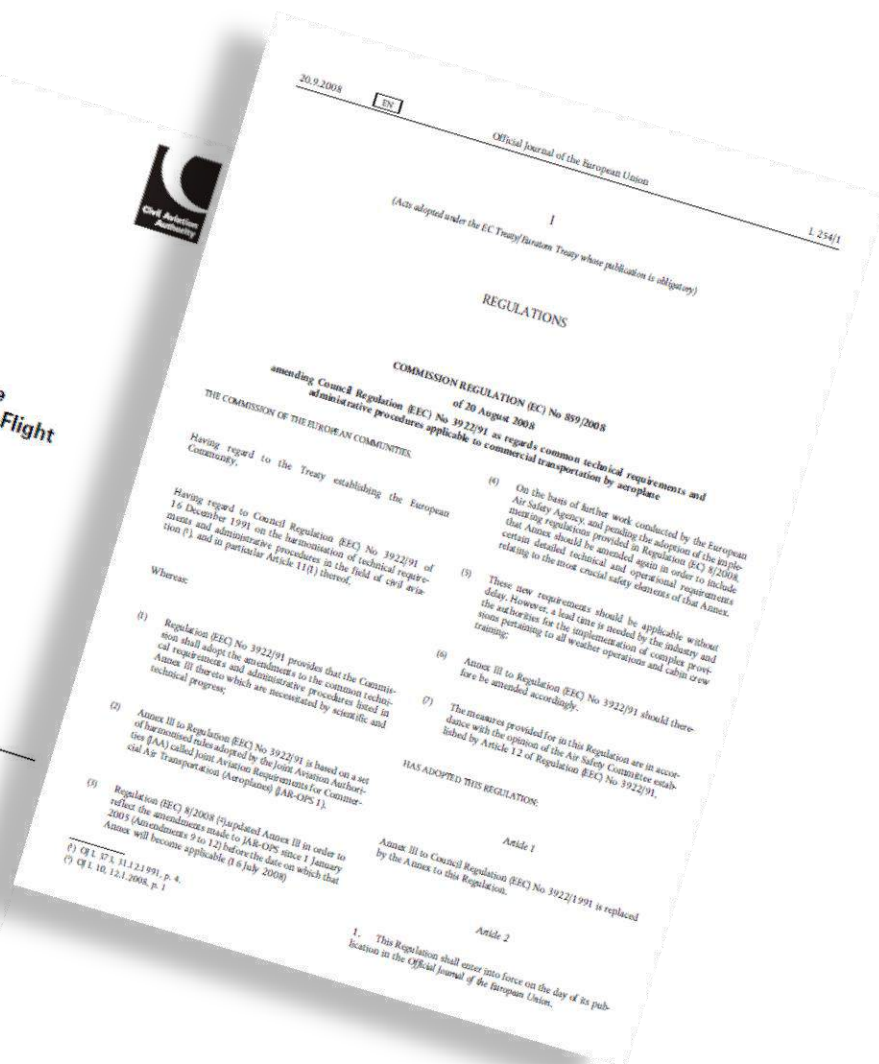 Civil Aviation
Authority
Flight
20.9.2008
EN
Official Journal of the European Union
L 254/1
I
(Acts adopted under the EC Treaty/Euratom Treaty whose publication is obligatory)
REGULATIONS
COMMISSION REGULATION (EC) No 859/2008
of 20 August 2008
amending Council Regulation (EEC) No 3922/91 as regards common technical requirements and
administrative procedures applicable to commercial transportation by aeroplane
THE COMMISSION OF THE EUROPEAN COMMUNITIES,
Having regard to the Treaty establishing the European
Community,
Having regard to Council Regulation (EEC) No 3922/91 of
16 December 1991 on the harmonisation of technical require-
ments and administrative procedures in the field of civil avia-
tion (¹), and in particular Article 11(1) thereof,
Whereas:
(1) Regulation (EEC) No 3922/91 provides that the Commis-
sion shall adopt the amendments to the common techni-
cal requirements and administrative procedures listed in
Annex III thereto which are necessitated by scientific and
technical progress;
(2) Annex III to Regulation (EEC) No 3922/91 is based on a set
of harmonised rules adopted by the Joint Aviation Authori-
ties (JAA) called Joint Aviation Requirements for Commer-
cial Air Transportation (Aeroplanes) (JAR-OPS 1).
(3) Regulation (EEC) 8/2008 (²)updated Annex III in order to
reflect the amendments made to JAR-OPS since 1 January
2005 (Amendments 9 to 12) before the date on which that
Annex will become applicable (16 July 2008)
(¹) OJ L 373, 31.12.1991, p. 4.
(²) OJ L 10, 12.1.2008, p. 1
(4) On the basis of further work conducted by the European
Air Safety Agency, and pending the adoption of the imple-
menting regulations provided in Regulation (EC) 8/2008,
that Annex should be amended again in order to include
certain detailed technical and operational requirements
relating to the most crucial safety elements of that Annex.
(5) These new requirements should be applicable without
delay. However, a lead time is needed by the industry and
the authorities for the implementation of complex provi-
sions pertaining to all weather operations and cabin crew
training;
(6) Annex III to Regulation (EEC) No 3922/91 should there-
fore be amended accordingly.
(7) The measures provided for in this Regulation are in accor-
dance with the opinion of the Air Safety Committee estab-
lished by Article 12 of Regulation (EEC) No 3922/91,
HAS ADOPTED THIS REGULATION:
Article 1
Annex III to Council Regulation (EEC) No 3922/1991 is replaced
by the Annex to this Regulation.
Article 2
1. This Regulation shall enter into force on the day of its pub-
lication in the Official Journal of the European Union.